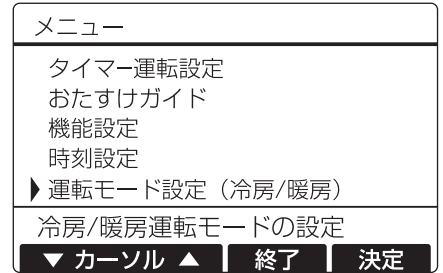 メニュー
タイマー運転設定
おたすけガイド
機能設定
時刻設定
▶運転モード設定（冷房/暖房）
冷房/暖房運転モードの設定
▼ カーソル ▲ 終了 決定